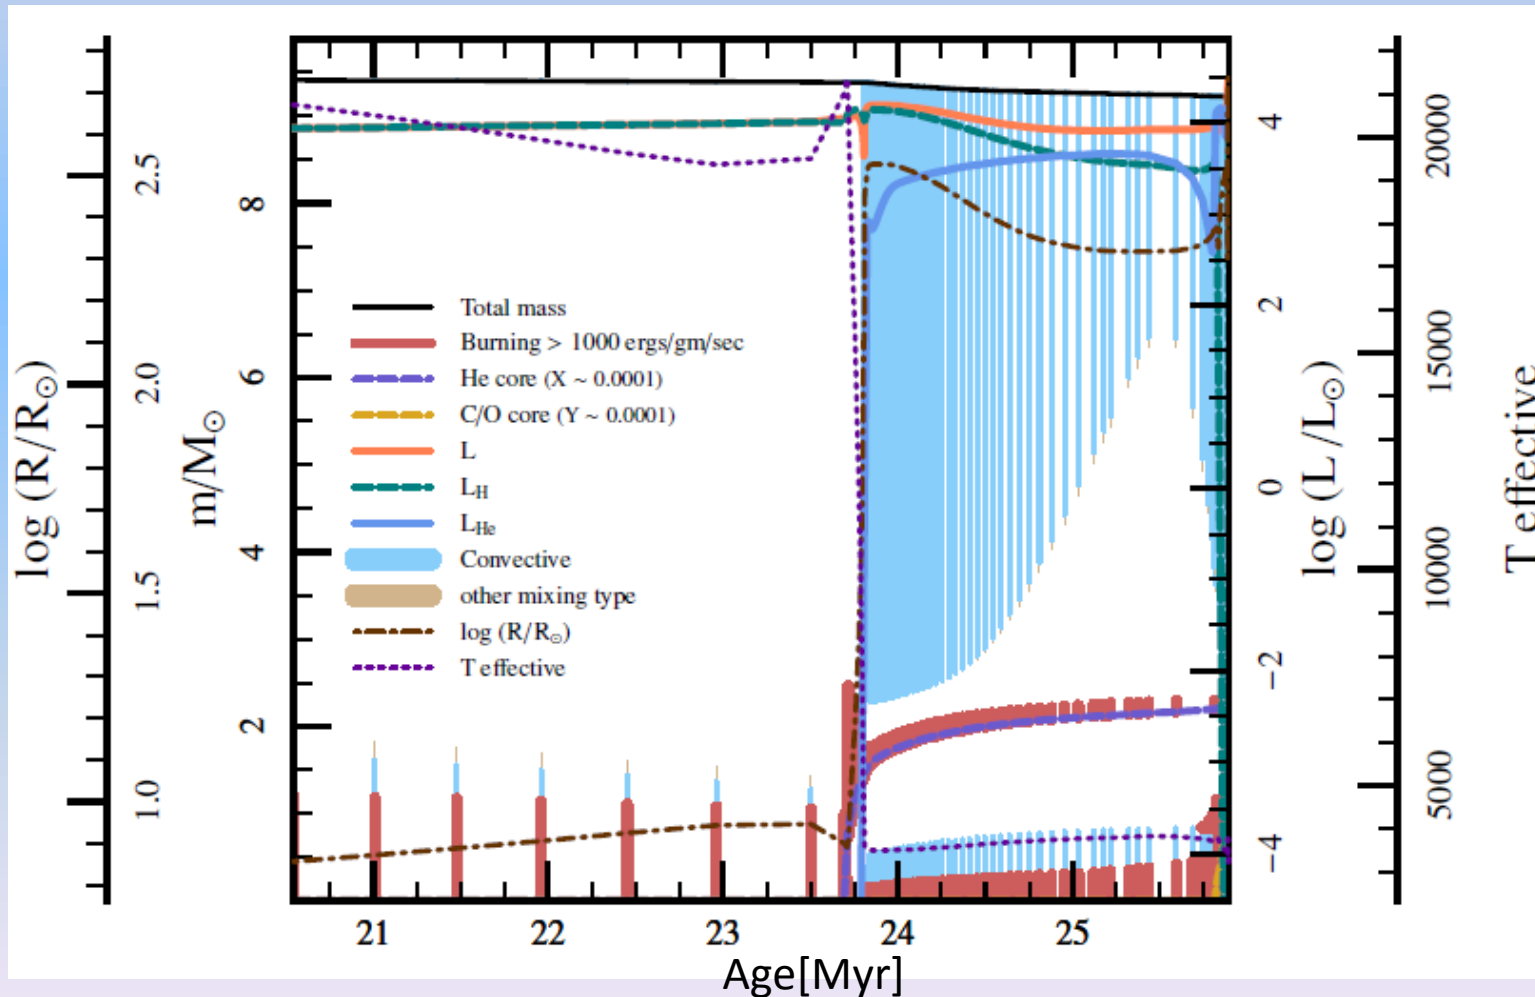 log (R/R⊙)
2.5
2.0
1.5
1.0
m/M⊙
8
6
4
2
Total mass
Burning > 1000 ergs/gm/sec
He core (X ~ 0.0001)
C/O core (Y ~ 0.0001)
L
L_H
L_He
Convective
other mixing type
log (R/R⊙)
T effective
4
2
0
−2
−4
log (L/L⊙)
20000
15000
10000
5000
T effective
21 22 23 24 25
Age[Myr]